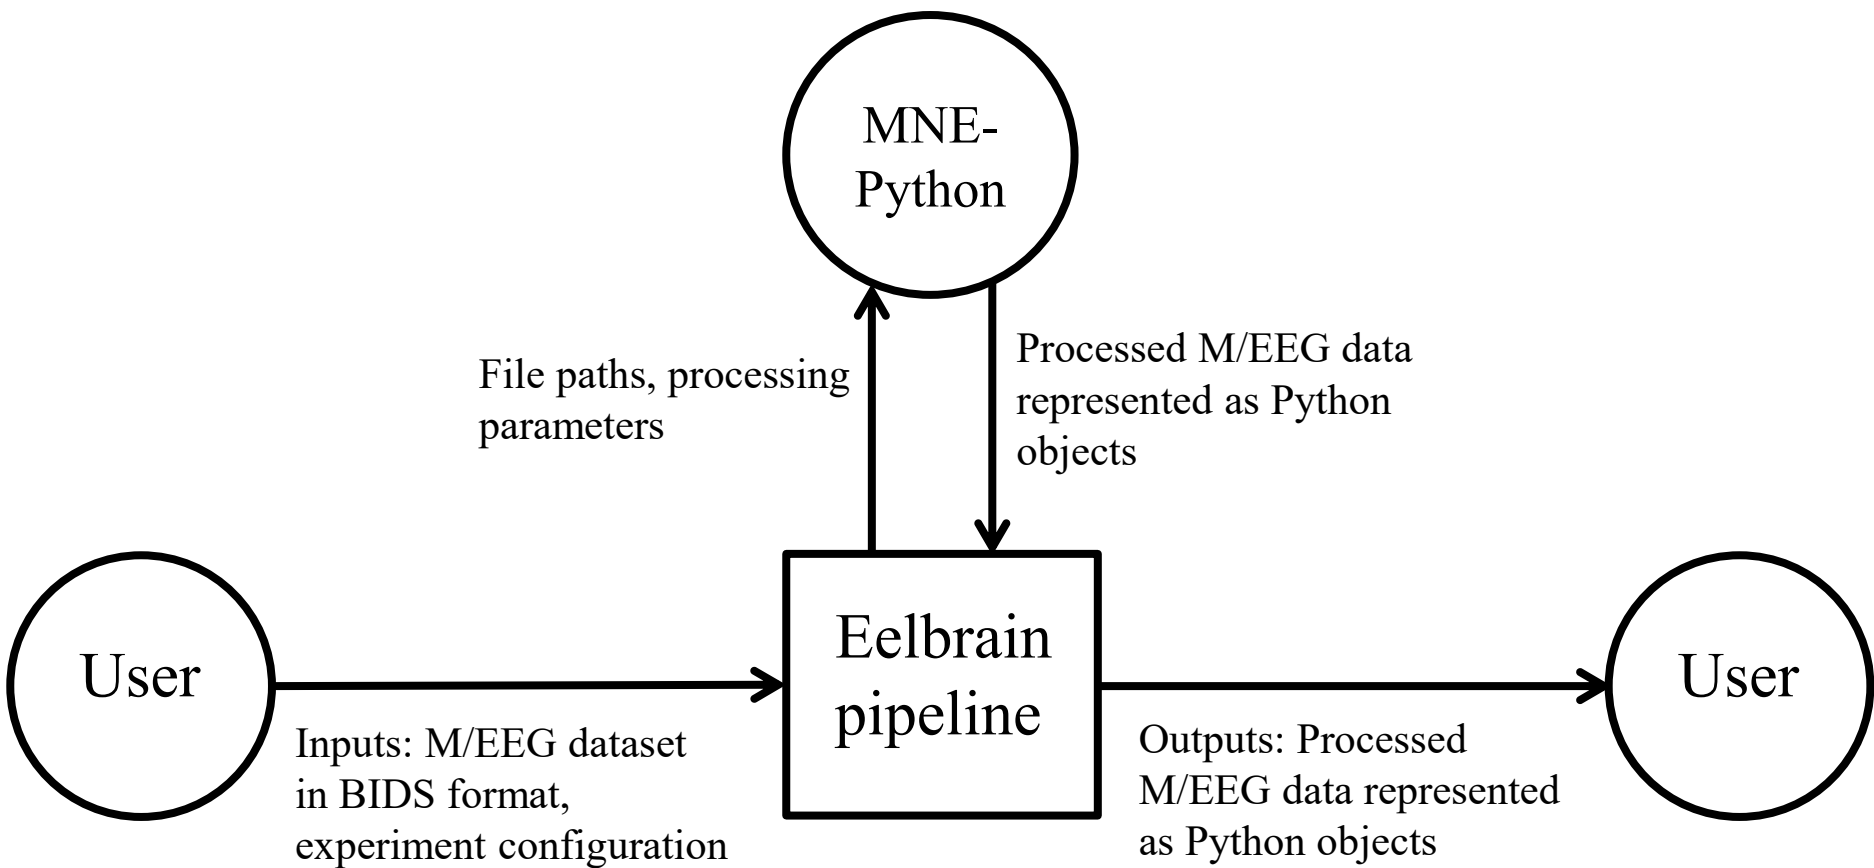 MNE-
Python
File paths, processing
parameters
Processed M/EEG data
represented as Python
objects
User
Eelbrain
pipeline
User
Inputs: M/EEG dataset
in BIDS format,
experiment configuration
Outputs: Processed
M/EEG data represented
as Python objects